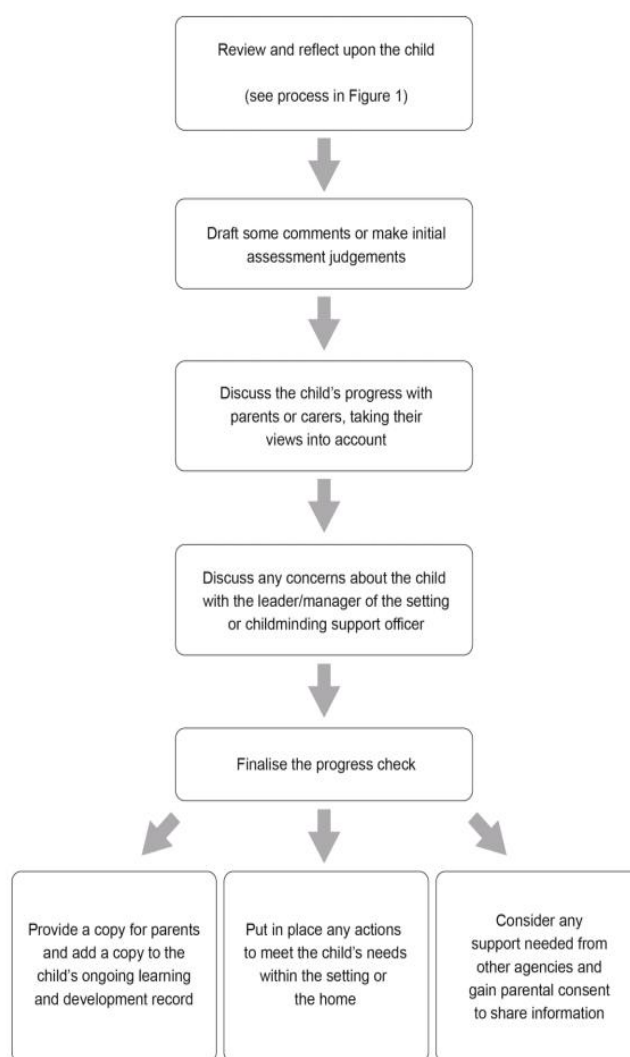 Review and reflect upon the child
(see process in Figure 1)
Draft some comments or make initial
assessment judgements
Discuss the child's progress with
parents or carers, taking their
views into account
Discuss any concerns about the child
with the leader/manager of the setting
or childminding support officer
Finalise the progress check
Provide a copy for parents
and add a copy to the
child's ongoing learning
and development record
Put in place any actions
to meet the child's needs
within the setting or
the home
Consider any
support needed from
other agencies and
gain parental consent
to share information